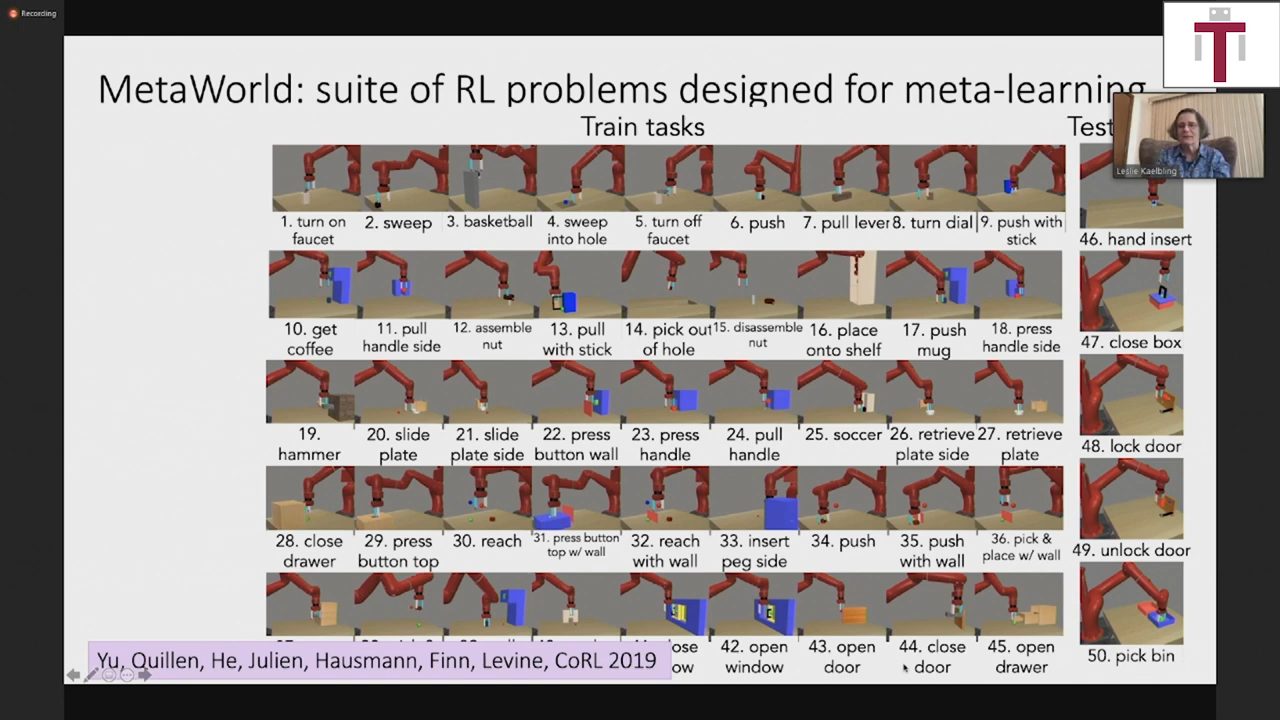 Recording
MetaWorld: suite of RL problems designed for meta-learning
Train tasks
Test
Leslie Kaelbling
1. turn on faucet
2. sweep
3. basketball
4. sweep into hole
5. turn off faucet
6. push
7. pull lever
8. turn dial
9. push with stick
46. hand insert
10. get coffee
11. pull handle side
12. assemble nut
13. pull with stick
14. pick out of hole
15. disassemble nut
16. place onto shelf
17. push mug
18. press handle side
47. close box
19. hammer
20. slide plate
21. slide plate side
22. press button wall
23. press handle
24. pull handle
25. soccer
26. retrieve plate side
27. retrieve plate
48. lock door
28. close drawer
29. press button top
30. reach
31. press button top w/ wall
32. reach with wall
33. insert peg side
34. push
35. push with wall
36. pick & place w/ wall
49. unlock door
42. open window
43. open door
44. close door
45. open drawer
50. pick bin
Yu, Quillen, He, Julien, Hausmann, Finn, Levine, CoRL 2019